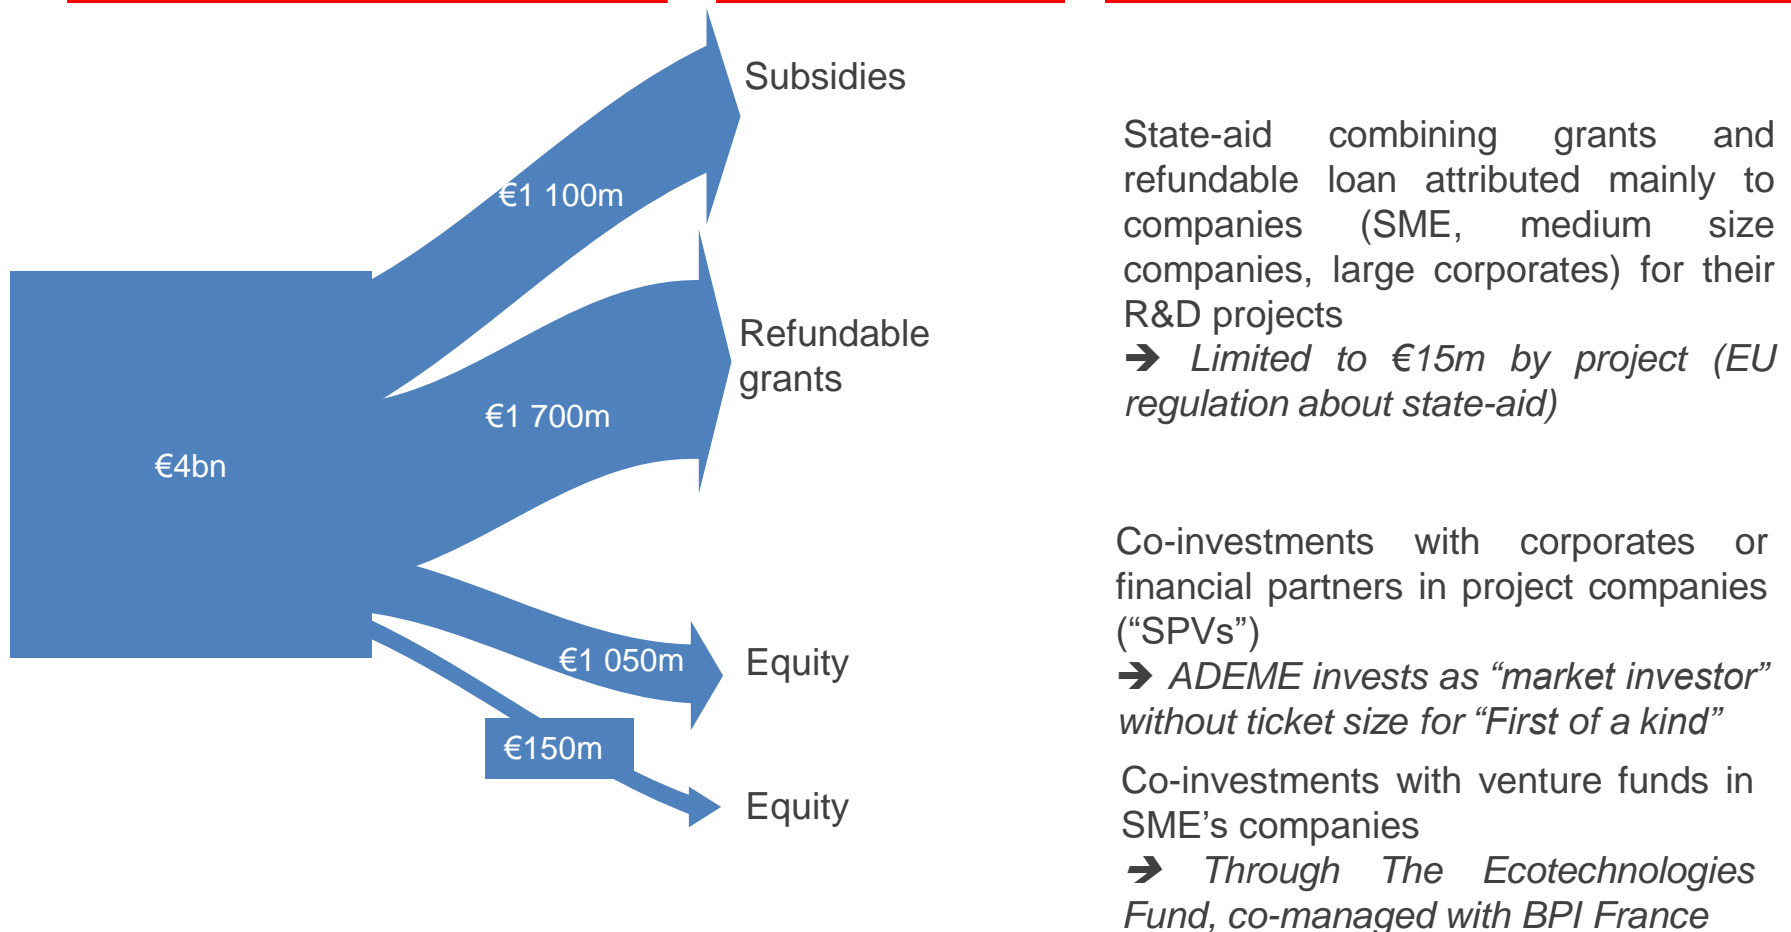 Subsidies
€1 100m
Refundable
grants
€1 700m
€4bn
€1 050m
Equity
€150m
Equity
State-aid combining grants and
refundable loan attributed mainly to
companies (SME, medium size
companies, large corporates) for their
R&D projects
➔ Limited to €15m by project (EU
regulation about state-aid)
Co-investments with corporates or
financial partners in project companies
(“SPVs”)
➔ ADEME invests as “market investor”
without ticket size for “First of a kind”
Co-investments with venture funds in
SME’s companies
➔ Through The Ecotechnologies
Fund, co-managed with BPI France